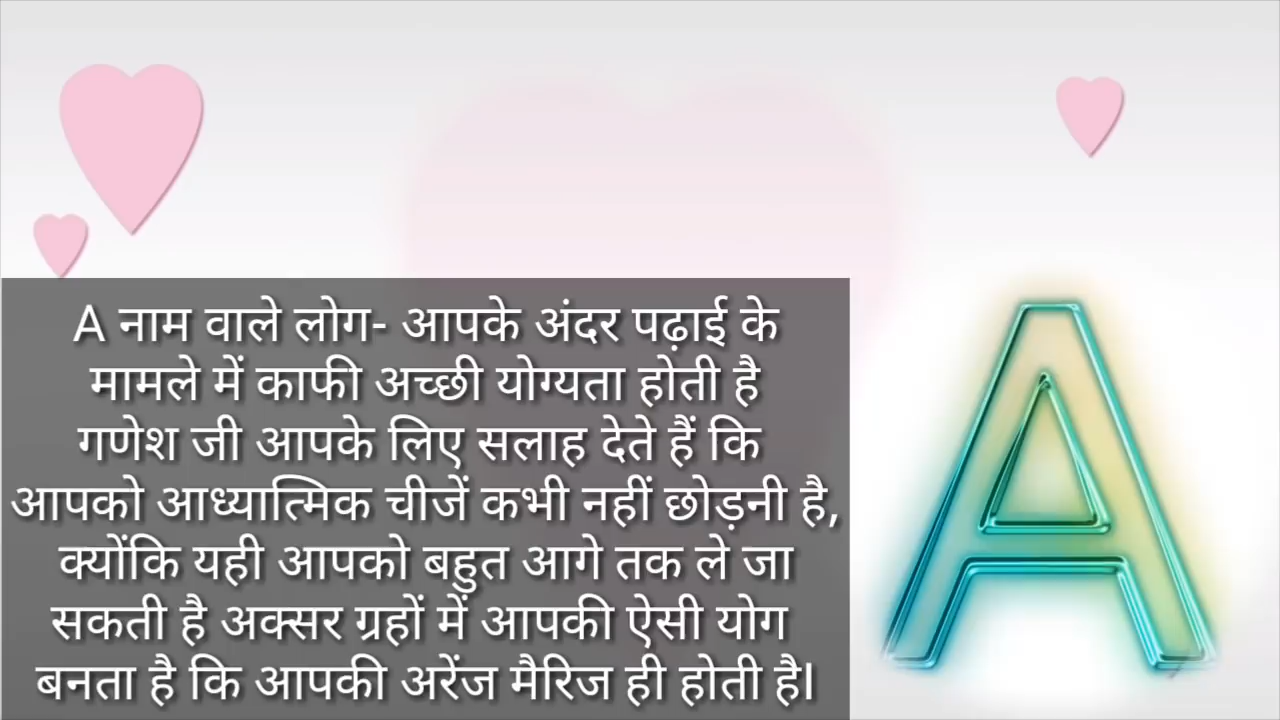 A नाम वाले लोग- आपके अंदर पढ़ाई के
मामले में काफी अच्छी योग्यता होती है
गणेश जी आपके लिए सलाह देते हैं कि
आपको आध्यात्मिक चीजें कभी नहीं छोड़नी है,
क्योंकि यही आपको बहुत आगे तक ले जा
सकती है अक्सर ग्रहों में आपकी ऐसी योग
बनता है कि आपकी अरेंज मैरिज ही होती है।
A